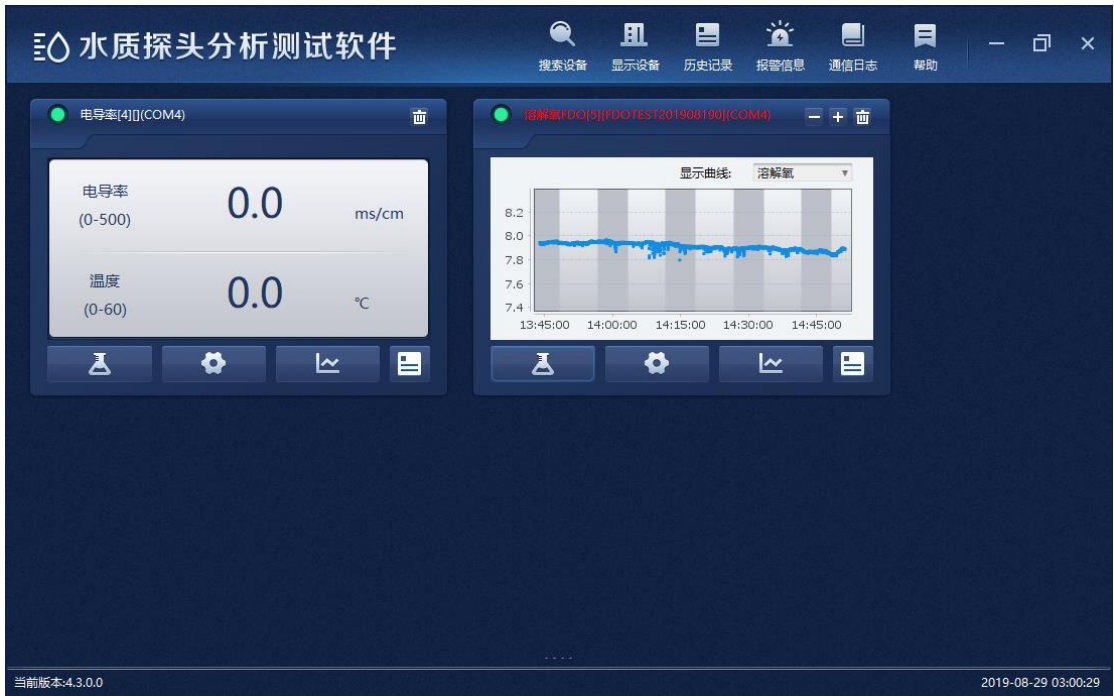 水质探头分析测试软件
搜索设备 显示设备 历史记录 报警信息 通信日志 帮助
电导率[4][](COM4)
电导率
(0-500)
0.0
ms/cm
温度
(0-60)
0.0
℃
溶解氧FDO[5][FDOTEST201908190](COM4)
显示曲线: 溶解氧
8.2
8.0
7.8
7.6
7.4
13:45:00 14:00:00 14:15:00 14:30:00 14:45:00
当前版本:4.3.0.0
2019-08-29 03:00:29